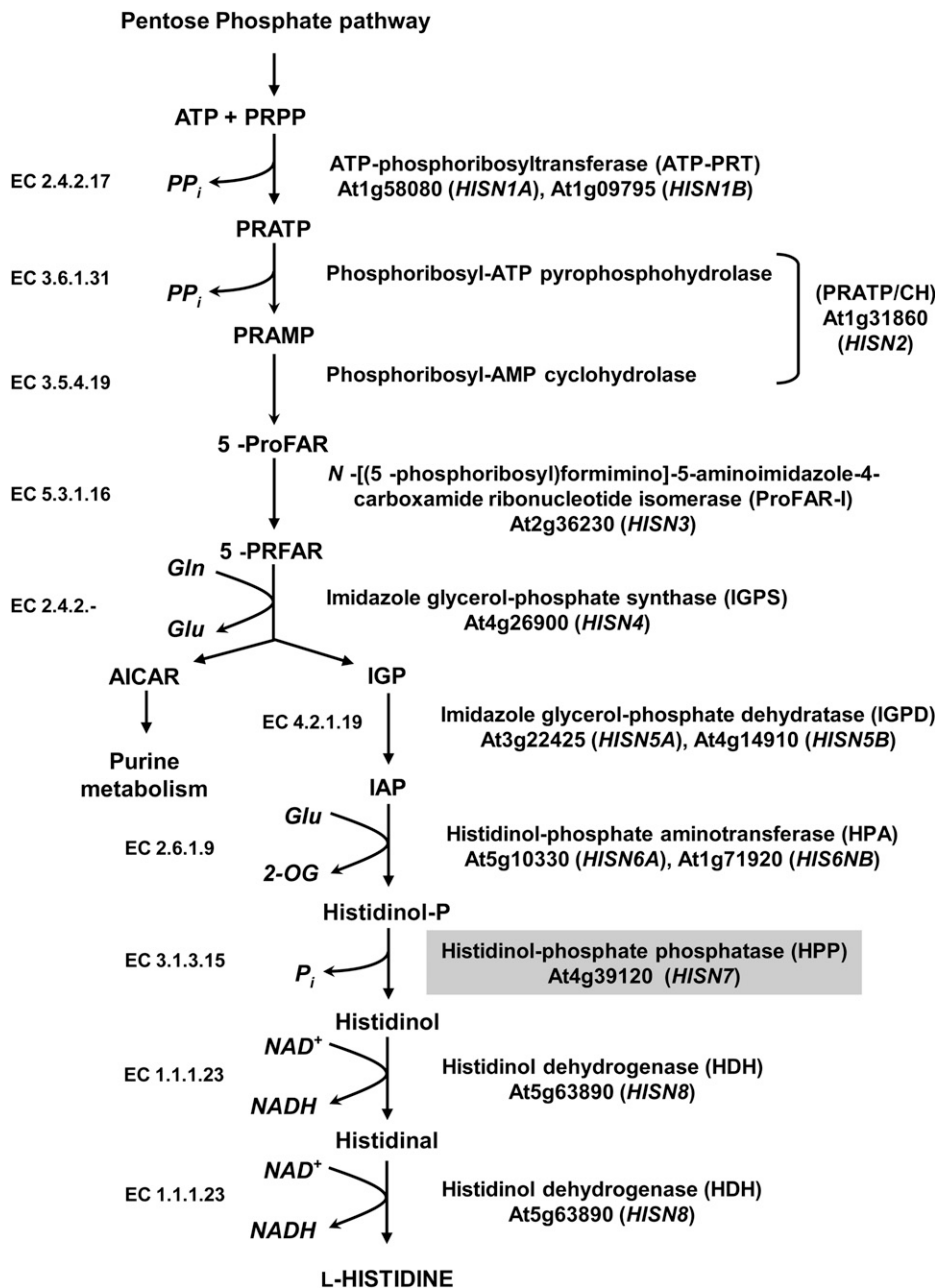 Pentose Phosphate pathway
ATP + PRPP
EC 2.4.2.17
PPi
ATP-phosphoribosyltransferase (ATP-PRT)
At1g58080 (HISN1A), At1g09795 (HISN1B)
PRATP
EC 3.6.1.31
PPi
Phosphoribosyl-ATP pyrophosphohydrolase
(PRATP/CH)
At1g31860
(HISN2)
PRAMP
EC 3.5.4.19
Phosphoribosyl-AMP cyclohydrolase
5 -ProFAR
EC 5.3.1.16
N -[(5 -phosphoribosyl)formimino]-5-aminoimidazole-4-
carboxamide ribonucleotide isomerase (ProFAR-I)
At2g36230 (HISN3)
5 -PRFAR
Gln
EC 2.4.2.-
Glu
Imidazole glycerol-phosphate synthase (IGPS)
At4g26900 (HISN4)
AICAR
IGP
EC 4.2.1.19
Imidazole glycerol-phosphate dehydratase (IGPD)
At3g22425 (HISN5A), At4g14910 (HISN5B)
Purine
metabolism
IAP
Glu
EC 2.6.1.9
2-OG
Histidinol-phosphate aminotransferase (HPA)
At5g10330 (HISN6A), At1g71920 (HIS6NB)
Histidinol-P
EC 3.1.3.15
Pi
Histidinol-phosphate phosphatase (HPP)
At4g39120 (HISN7)
Histidinol
NAD+
EC 1.1.1.23
NADH
Histidinol dehydrogenase (HDH)
At5g63890 (HISN8)
Histidinal
NAD+
EC 1.1.1.23
NADH
Histidinol dehydrogenase (HDH)
At5g63890 (HISN8)
L-HISTIDINE